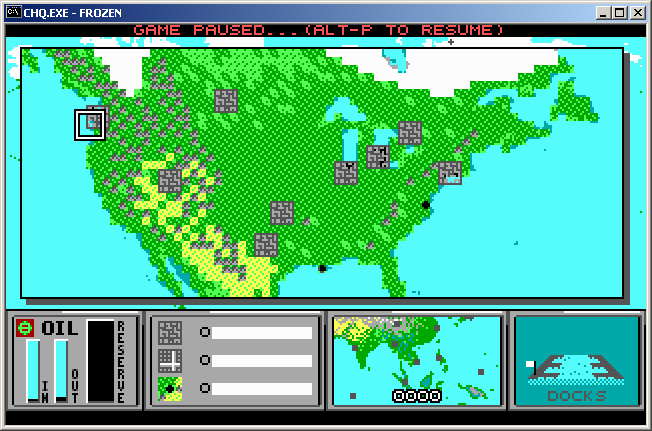 CHQ.EXE - FROZEN
GAME PAUSED...(ALT-P TO RESUME)
OIL
IN
OUT
RESERVE
DOCKS